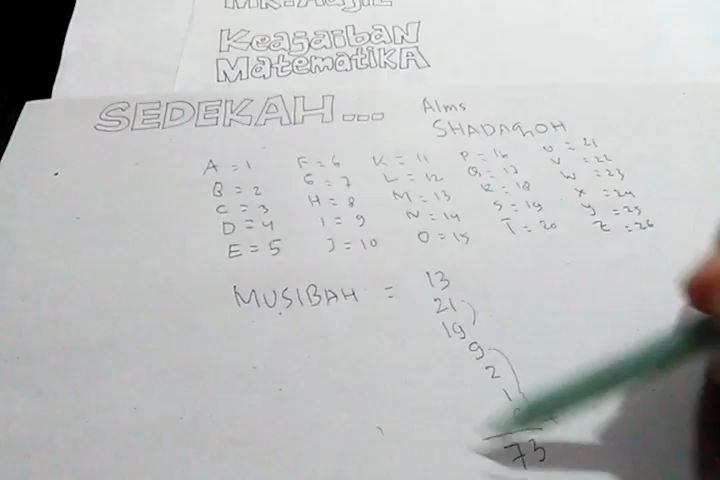 Keajaiban
Matematika
SEDEKAH...
Alms
SHADAQOH
A = 1
B = 2
C = 3
D = 4
E = 5
F = 6
G = 7
H = 8
I = 9
J = 10
K = 11
L = 12
M = 13
N = 14
O = 15
P = 16
Q = 17
R = 18
S = 19
T = 20
U = 21
V = 22
W = 23
X = 24
Y = 25
Z = 26
MUSIBAH = 13
21
19
9
2
1
73